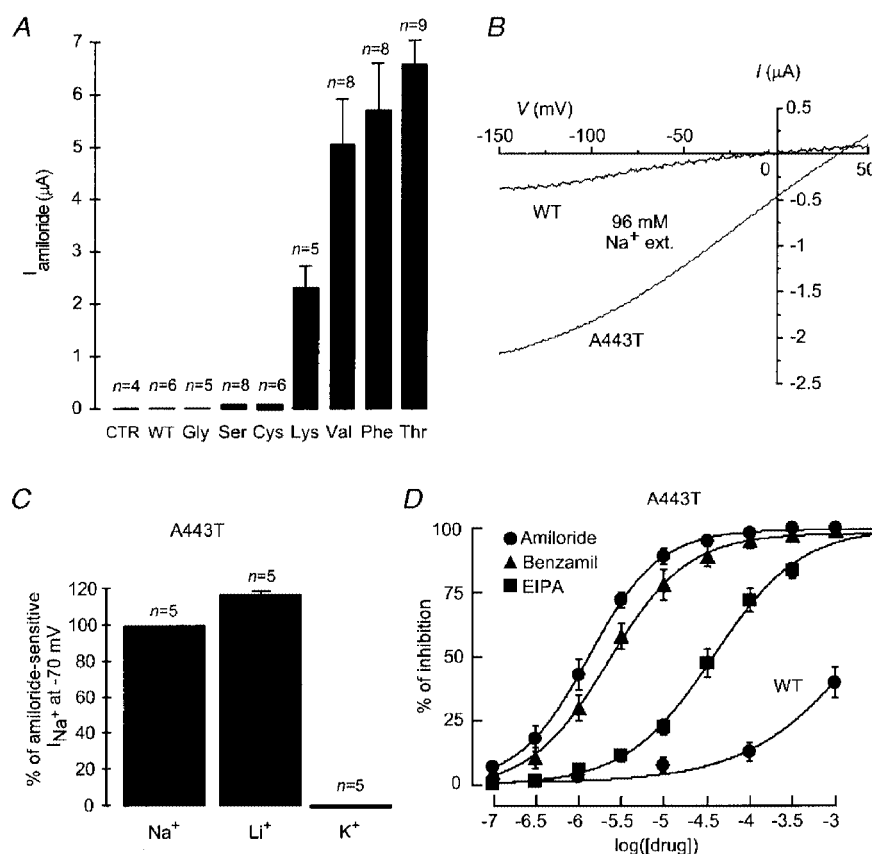 A
I amiloride (µA)
7
6
5
4
3
2
1
0
n=4
n=6
n=5
n=8
n=6
n=5
n=8
n=8
n=9
CTR WT Gly Ser Cys Lys Val Phe Thr
B
I (µA)
V (mV)
-150
-100
-50
0
50
0.5
-0.5
-1
-1.5
-2
-2.5
WT
96 mM
Na+ ext.
A443T
C
A443T
% of amiloride-sensitive
I Na+ at -70 mV
120
100
80
60
40
20
0
n=5
n=5
n=5
Na+ Li+ K+
D
A443T
% of inhibition
100
75
50
25
0
Amiloride
Benzamil
EIPA
WT
-7 -6.5 -6 -5.5 -5 -4.5 -4 -3.5 -3
log([drug])